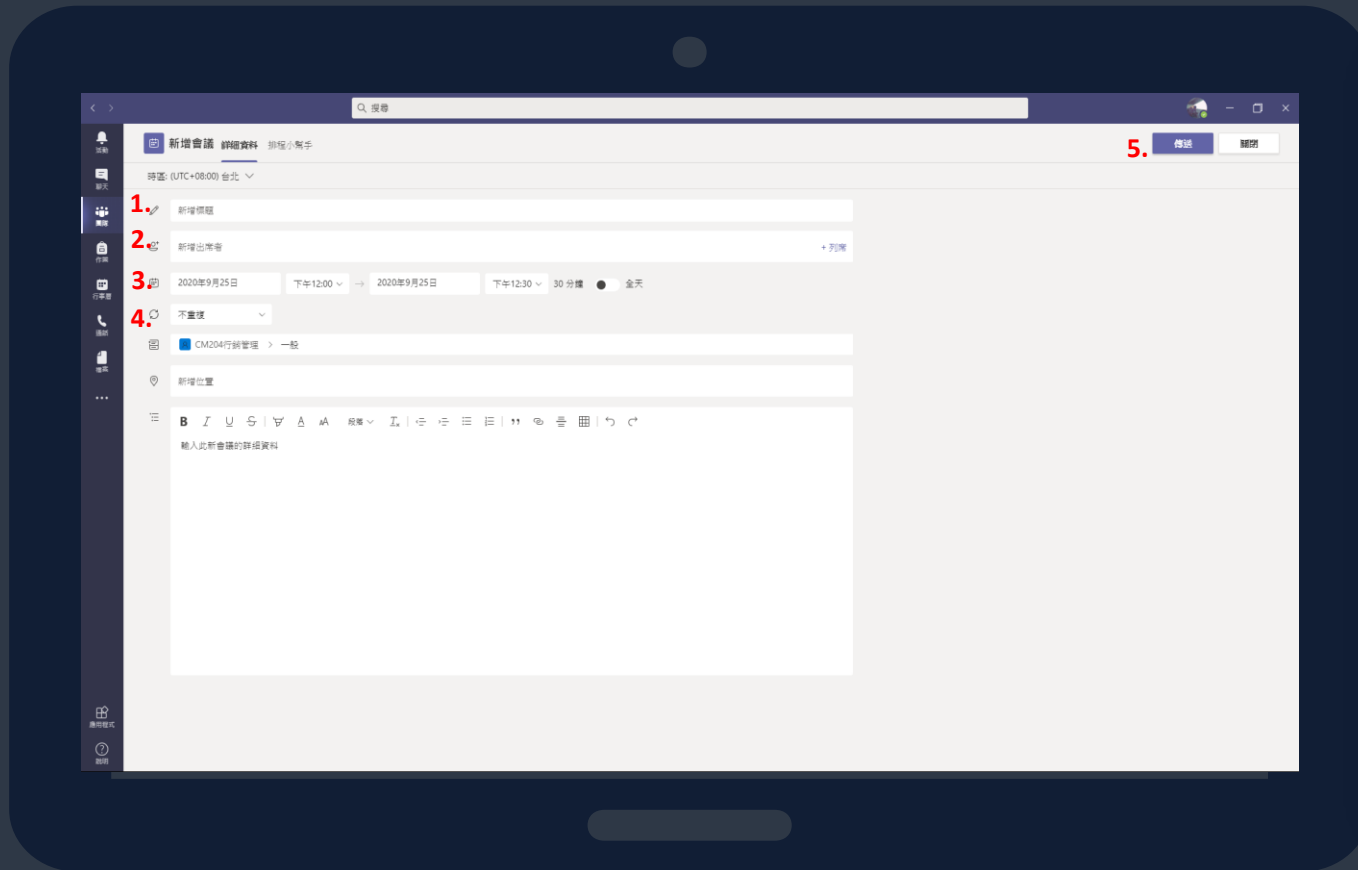 搜尋
活動
聊天
團隊
作業
行事曆
通話
檔案
應用程式
說明
新增會議 詳細資料 排程小幫手
5. 傳送 關閉
時區: (UTC+08:00) 台北
1. 新增標題
2. 新增出席者 + 列席
3. 2020年9月25日 下午12:00 → 2020年9月25日 下午12:30 30 分鐘 全天
4. 不重複
CM204行銷管理 > 一般
新增位置
B I U S A AA 段落
輸入此新會議的詳細資料